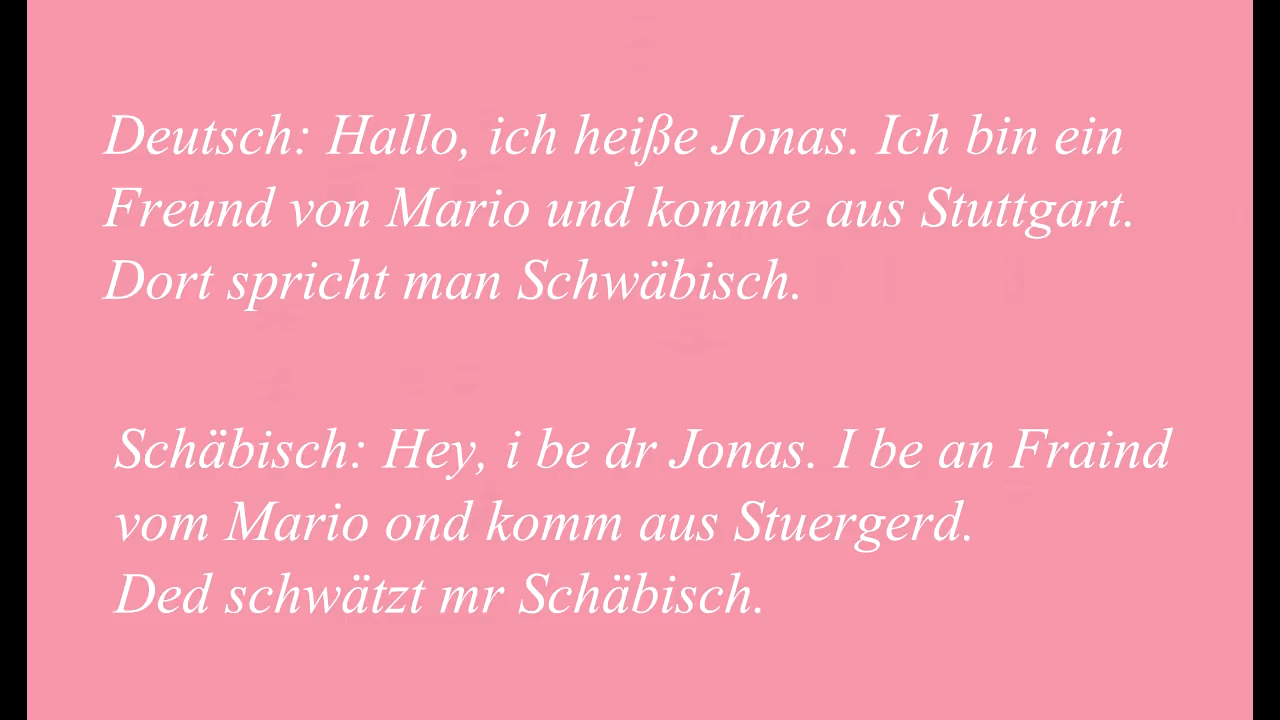 Deutsch: Hallo, ich heiße Jonas. Ich bin ein
Freund von Mario und komme aus Stuttgart.
Dort spricht man Schwäbisch.
Schäbisch: Hey, i be dr Jonas. I be an Fraind
vom Mario ond komm aus Stuergerd.
Ded schwätzt mr Schäbisch.